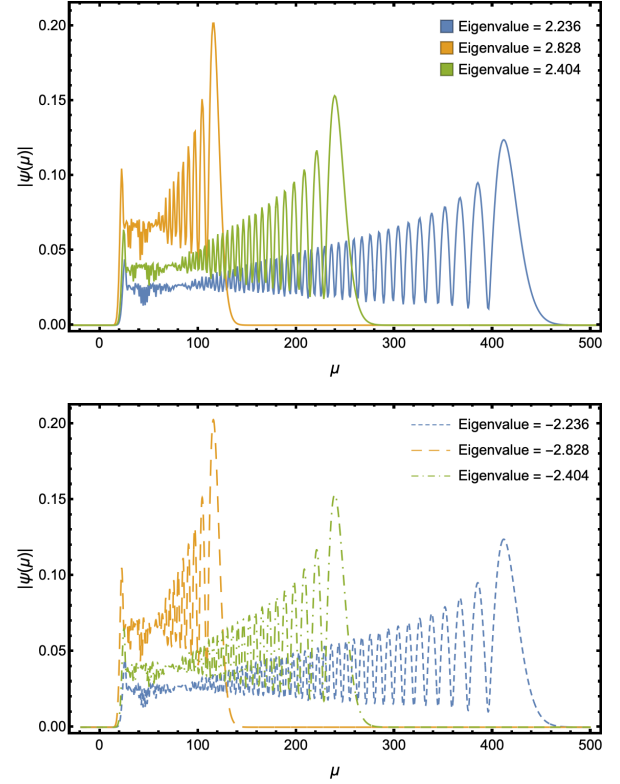 0.20
0.15
0.10
0.05
0.00
|ψ(μ)|
Eigenvalue = 2.236
Eigenvalue = 2.828
Eigenvalue = 2.404
0 100 200 300 400 500
μ
0.20
0.15
0.10
0.05
0.00
|ψ(μ)|
Eigenvalue = −2.236
Eigenvalue = −2.828
Eigenvalue = −2.404
0 100 200 300 400 500
μ